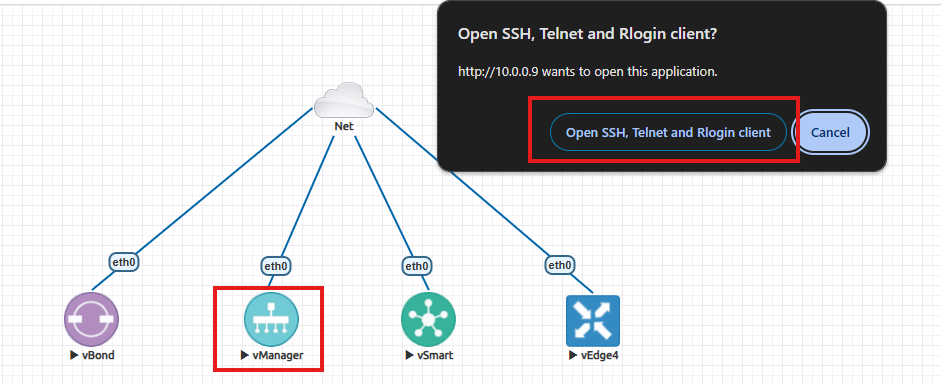 Open SSH, Telnet and Rlogin client?
http://10.0.0.9 wants to open this application.
Open SSH, Telnet and Rlogin client
Cancel
Net
eth0
eth0
eth0
eth0
vBond
vManager
vSmart
vEdge4